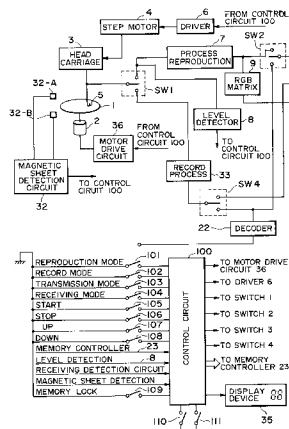 FROM CONTROL
CIRCUIT 100
4
6
STEP MOTOR
DRIVER
7
SW2
3
HEAD
CARRIAGE
PROCESS
REPRODUCTION
9
RGB
MATRIX
32-A
5
SW1
1
32-B
2
36
LEVEL
DETECTOR
8
FROM CONTROL
CIRCUIT 100
MOTOR
DRIVE
CIRCUIT
TO
CONTROL
CIRCUIT 100
MAGNETIC
SHEET
DETECTION
CIRCUIT
32
TO CONTROL
CIRCUIT 100
RECORD
PROCESS
33
SW4
22
DECODER
100
CONTROL CIRCUIT
REPRODUCTION MODE 101
RECORD MODE 102
TRANSMISSION MODE 103
RECEIVING MODE 104
START 105
STOP 106
UP 107
DOWN 108
MEMORY CONTROLLER 23
LEVEL DETECTION 8
RECEIVING DETECTION CIRCUIT
MAGNETIC SHEET DETECTION
MEMORY LOCK 109
TO MOTOR DRIVE
CIRCUIT 36
TO DRIVER 6
TO SWITCH 1
TO SWITCH 2
TO SWITCH 3
TO SWITCH 4
TO MEMORY
CONTROLLER 23
DISPLAY
DEVICE
35
110
111